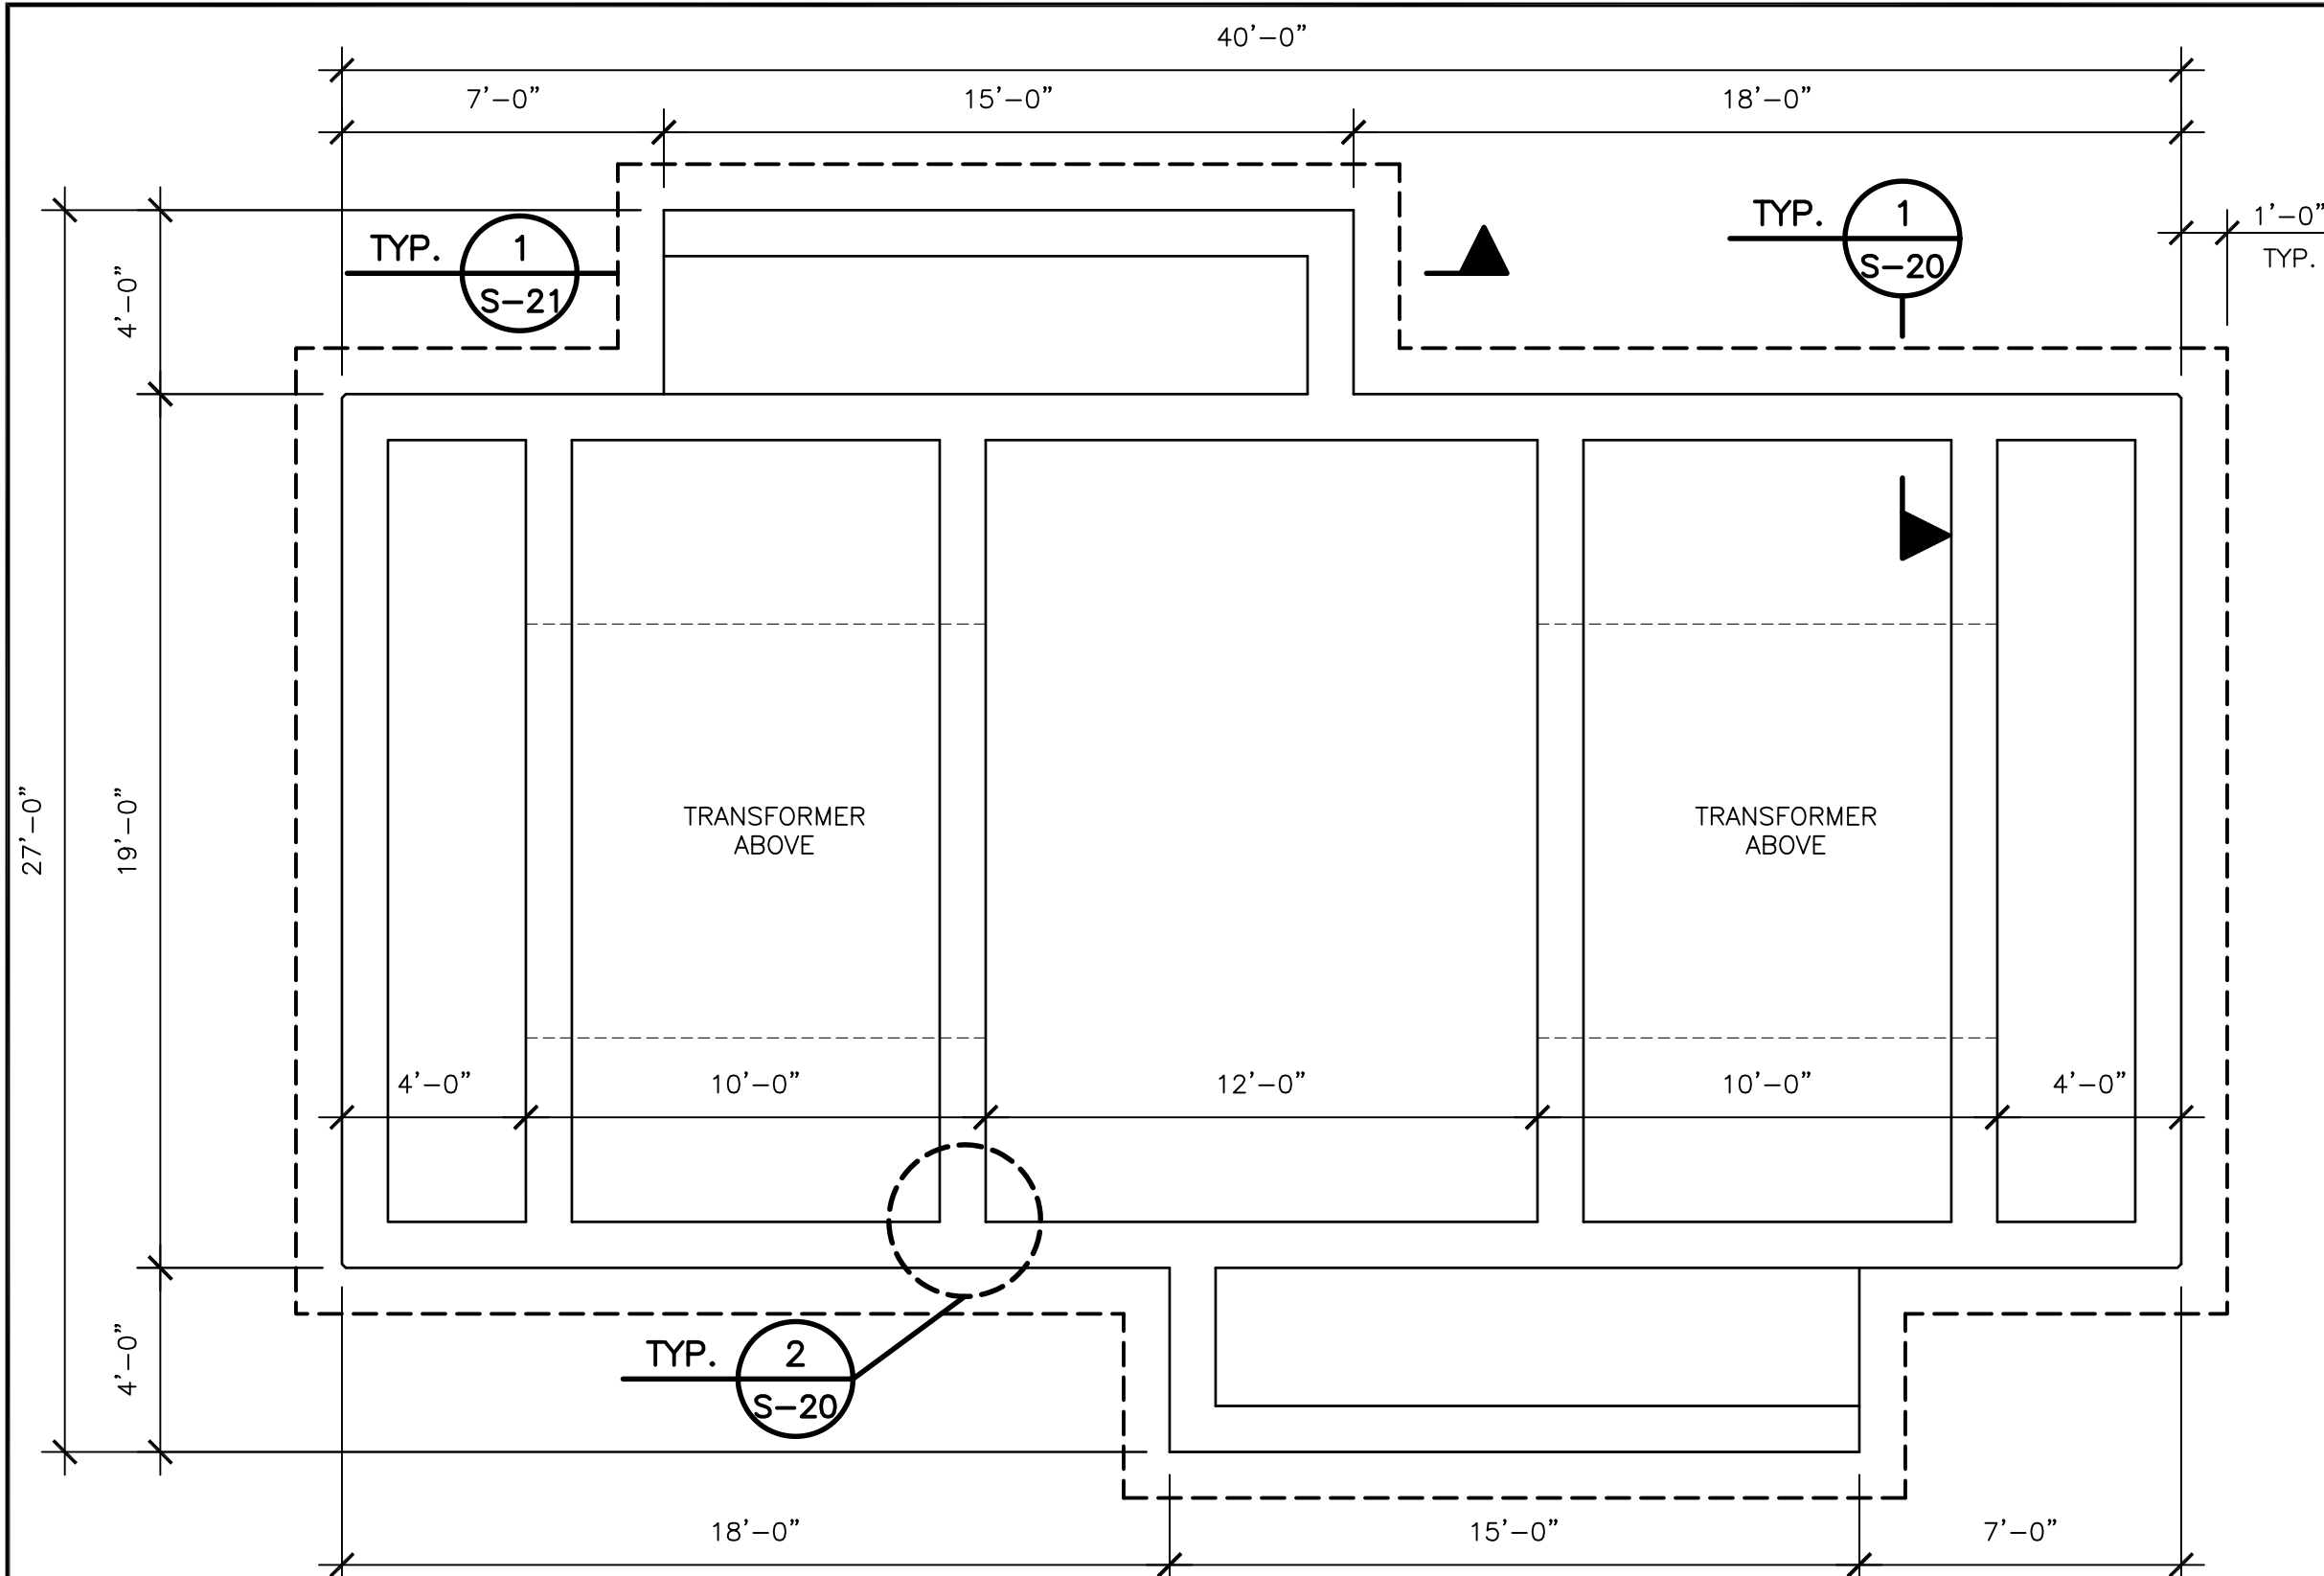 40'-0"
7'-0"
15'-0"
18'-0"
TYP.
1
S-21
TYP.
1
S-20
1'-0"
TYP.
4'-0"
27'-0"
19'-0"
4'-0"
TRANSFORMER
ABOVE
TRANSFORMER
ABOVE
4'-0"
10'-0"
12'-0"
10'-0"
4'-0"
TYP.
2
S-20
18'-0"
15'-0"
7'-0"